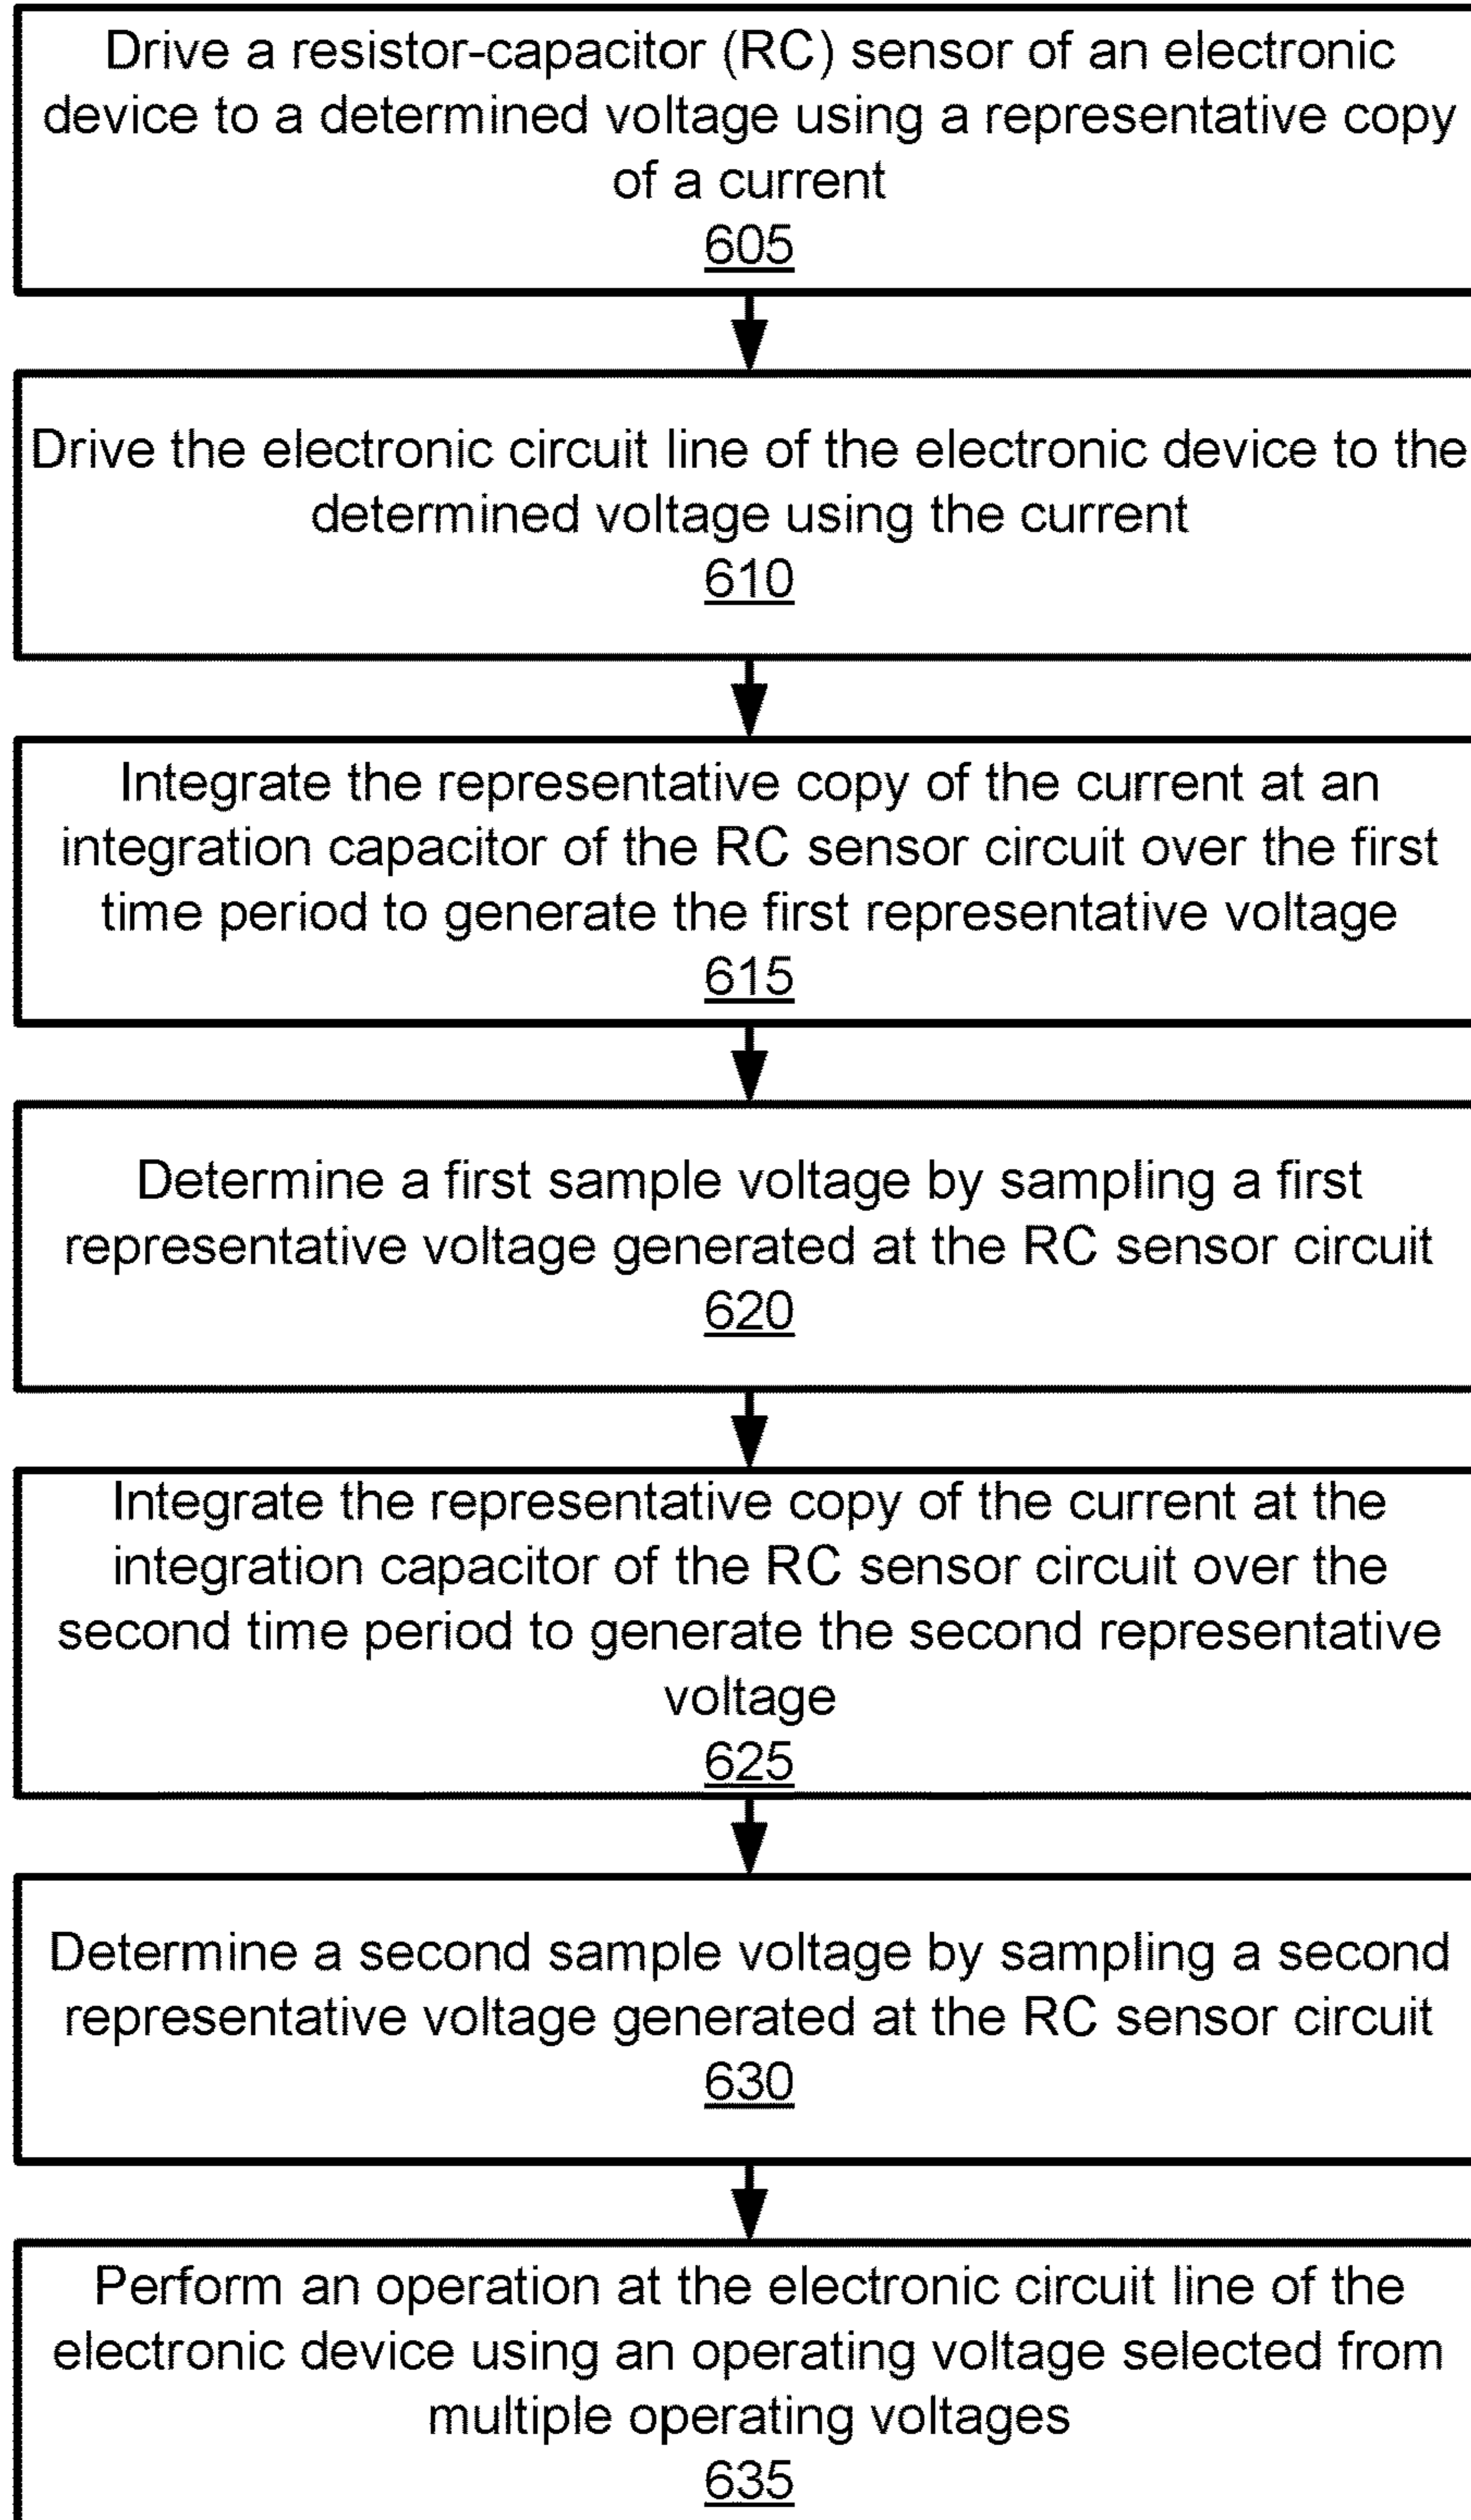 Drive a resistor-capacitor (RC) sensor of an electronic
device to a determined voltage using a representative copy
of a current
605
Drive the electronic circuit line of the electronic device to the
determined voltage using the current
610
Integrate the representative copy of the current at an
integration capacitor of the RC sensor circuit over the first
time period to generate the first representative voltage
615
Determine a first sample voltage by sampling a first
representative voltage generated at the RC sensor circuit
620
Integrate the representative copy of the current at the
integration capacitor of the RC sensor circuit over the
second time period to generate the second representative
voltage
625
Determine a second sample voltage by sampling a second
representative voltage generated at the RC sensor circuit
630
Perform an operation at the electronic circuit line of the
electronic device using an operating voltage selected from
multiple operating voltages
635